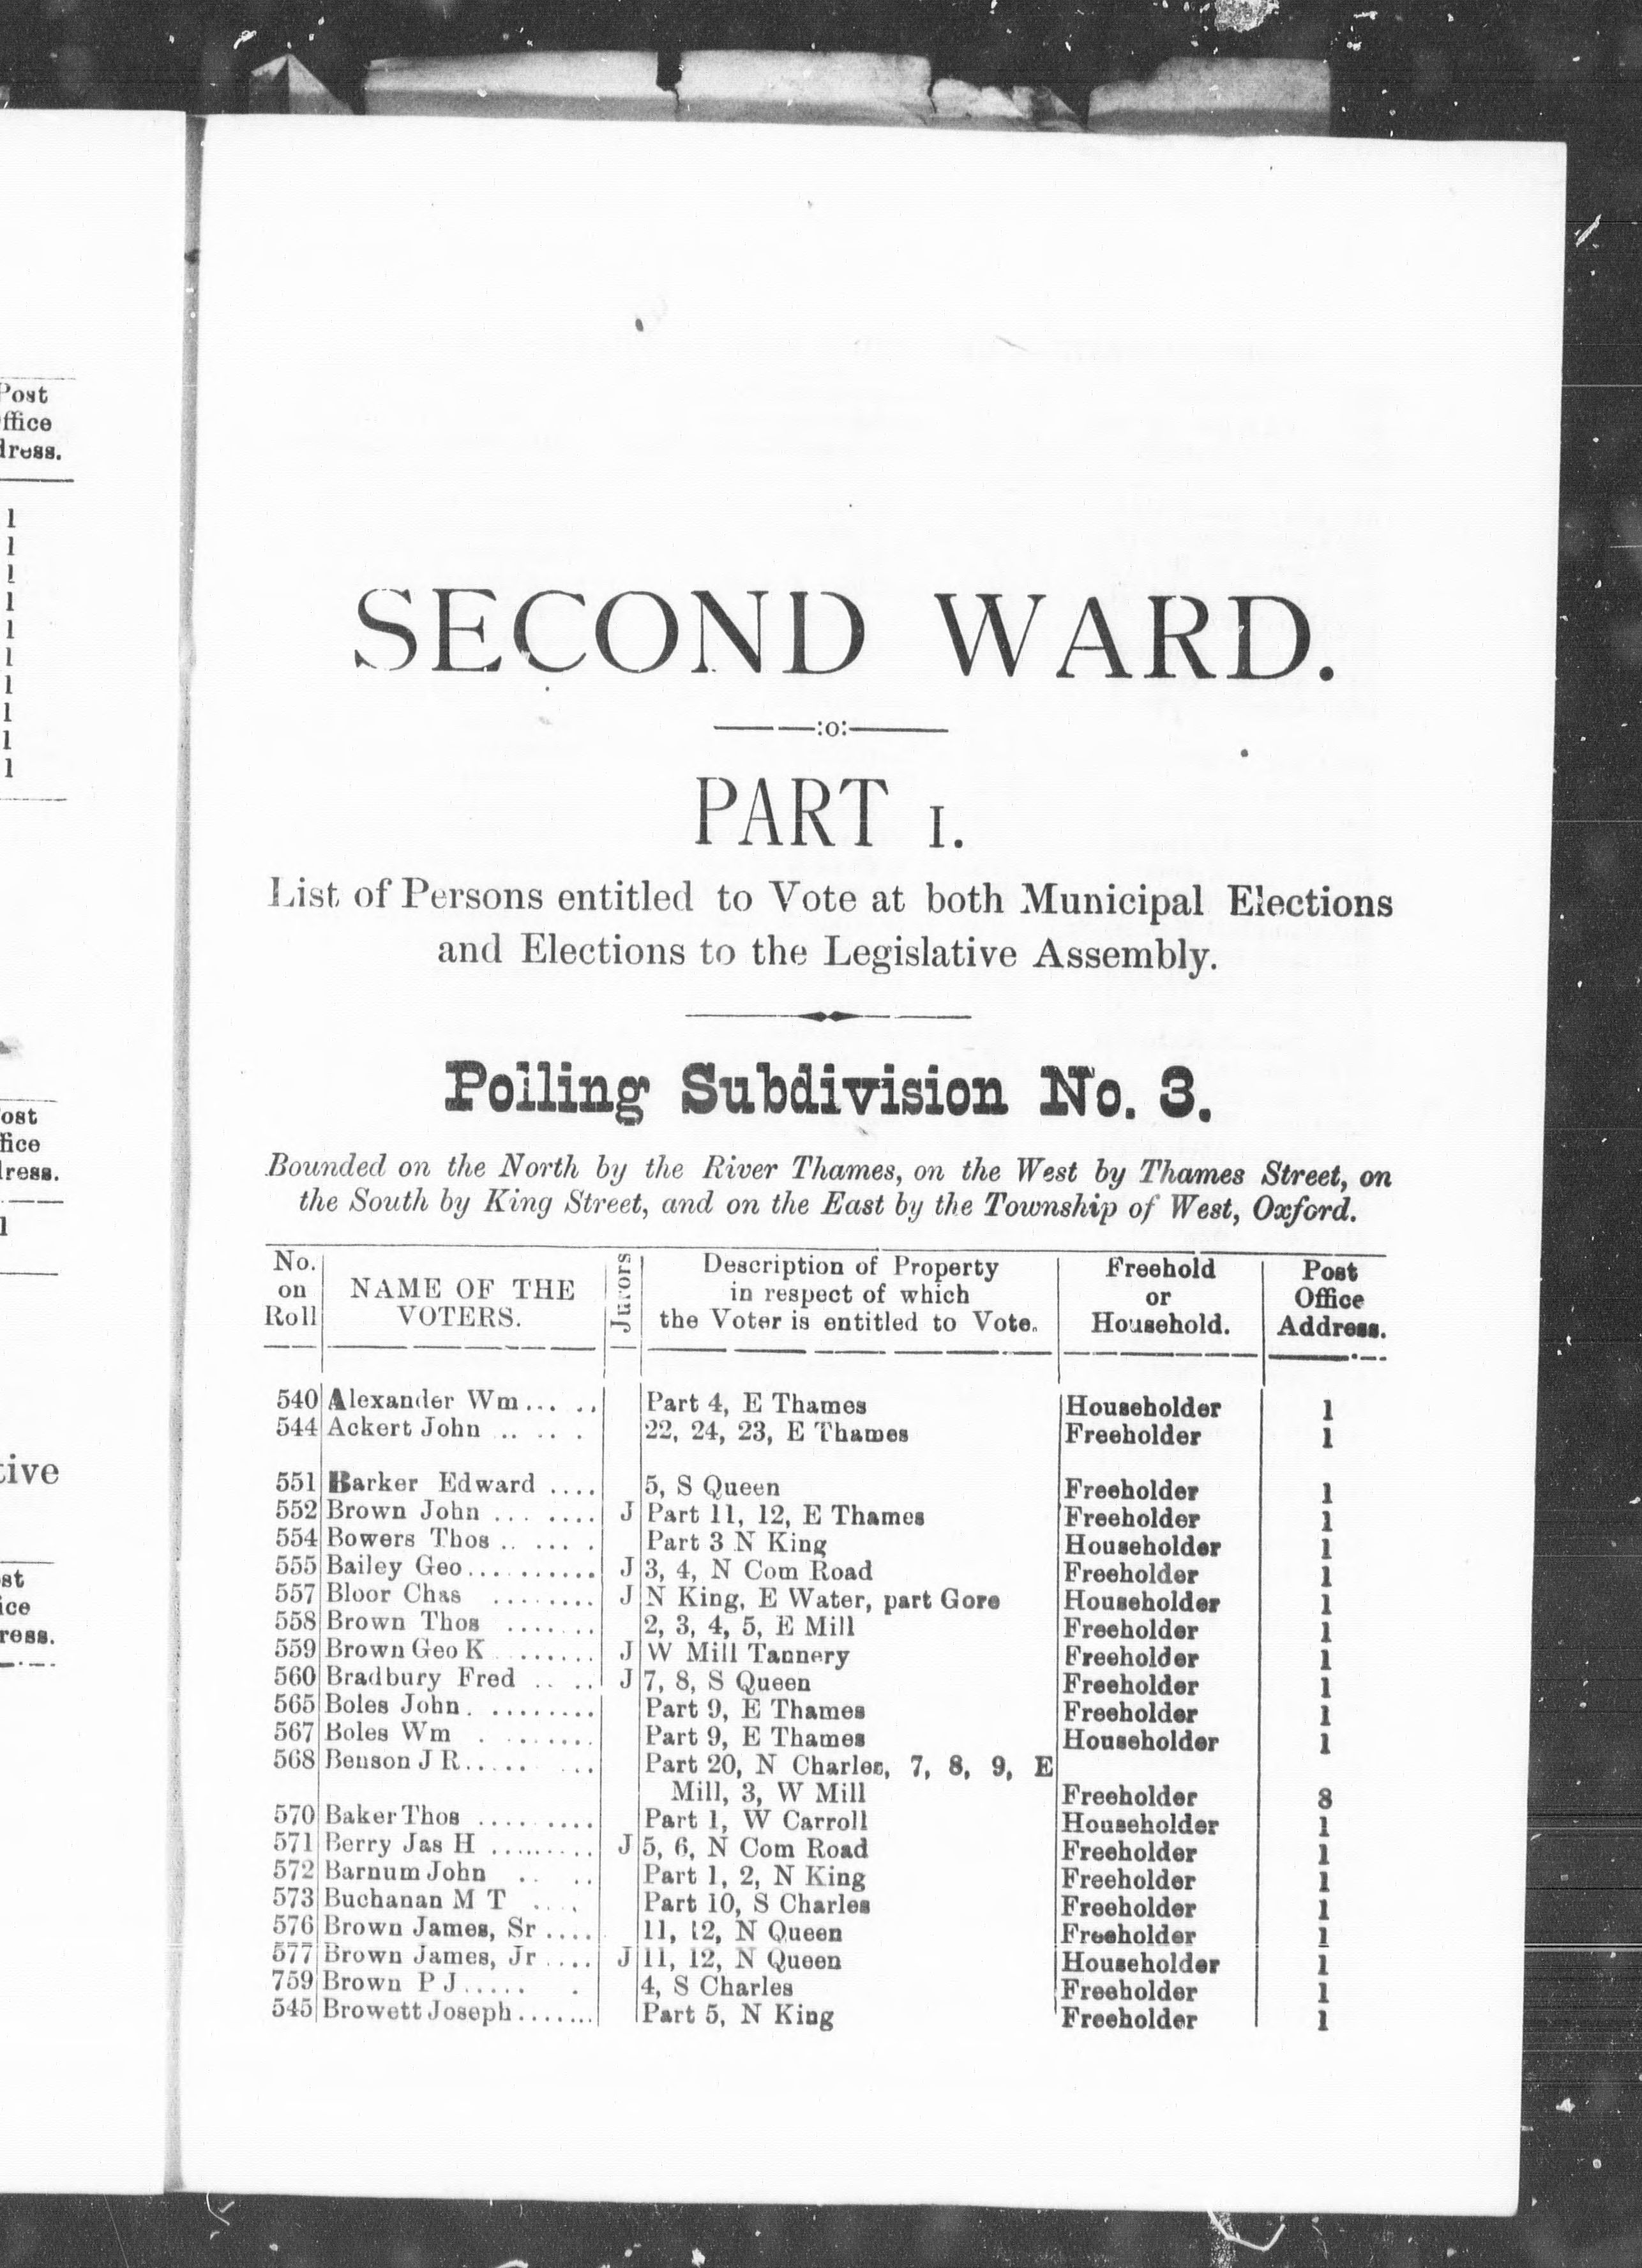 Post
ffice
dress.
1
1
1
1
1
1
1
1
1
1
ost
fice
lress.
1
tive
st
ice
ress.
SECOND WARD.
:o:
PART I.
List of Persons entitled to Vote at both Municipal Elections
and Elections to the Legislative Assembly.
Polling Subdivision No. 3.
Bounded on the North by the River Thames, on the West by Thames Street, on
the South by King Street, and on the East by the Township of West, Oxford.
No. on Roll | NAME OF THE VOTERS. | Jurors | Description of Property in respect of which the Voter is entitled to Vote. | Freehold or Household. | Post Office Address.
540 Alexander Wm..... Part 4, E Thames Householder 1
544 Ackert John ..... 22, 24, 23, E Thames Freeholder 1
551 Barker Edward .... 5, S Queen Freeholder 1
552 Brown John ....... J Part 11, 12, E Thames Freeholder 1
554 Bowers Thos ...... Part 3 N King Householder 1
555 Bailey Geo.......... J 3, 4, N Com Road Freeholder 1
557 Bloor Chas ........ J N King, E Water, part Gore Householder 1
558 Brown Thos ....... 2, 3, 4, 5, E Mill Freeholder 1
559 Brown Geo K ....... J W Mill Tannery Freeholder 1
560 Bradbury Fred .... J 7, 8, S Queen Freeholder 1
565 Boles John. ........ Part 9, E Thames Freeholder 1
567 Boles Wm ........ Part 9, E Thames Householder 1
568 Benson J R........ Part 20, N Charles, 7, 8, 9, E
Mill, 3, W Mill Freeholder 8
570 Baker Thos ......... Part 1, W Carroll Householder 1
571 Berry Jas H ......... J 5, 6, N Com Road Freeholder 1
572 Barnum John .... Part 1, 2, N King Freeholder 1
573 Buchanan M T .... Part 10, S Charles Freeholder 1
576 Brown James, Sr .... 11, 12, N Queen Freeholder 1
577 Brown James, Jr .... J 11, 12, N Queen Householder 1
759 Brown P J...... 4, S Charles Freeholder 1
545 Browett Joseph....... Part 5, N King Freeholder 1